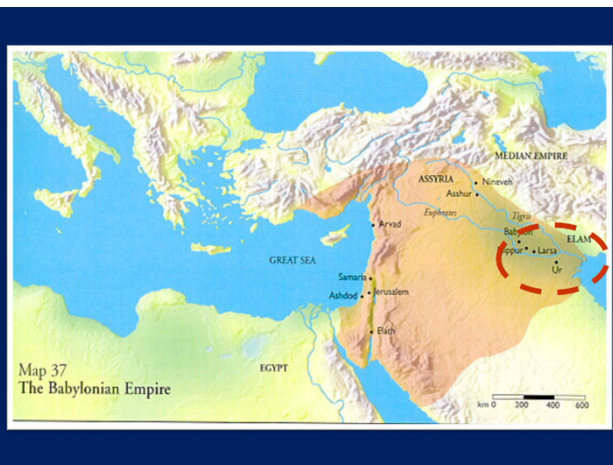 MEDIAN EMPIRE
ASSYRIA
Nineveh
Asshur
Euphrates
Tigris
Babylon
ELAM
Larsa
Ur
Arvad
GREAT SEA
Samaria
Jerusalem
Ashdod
Elath
EGYPT
Map 37
The Babylonian Empire
km 0 200 400 600